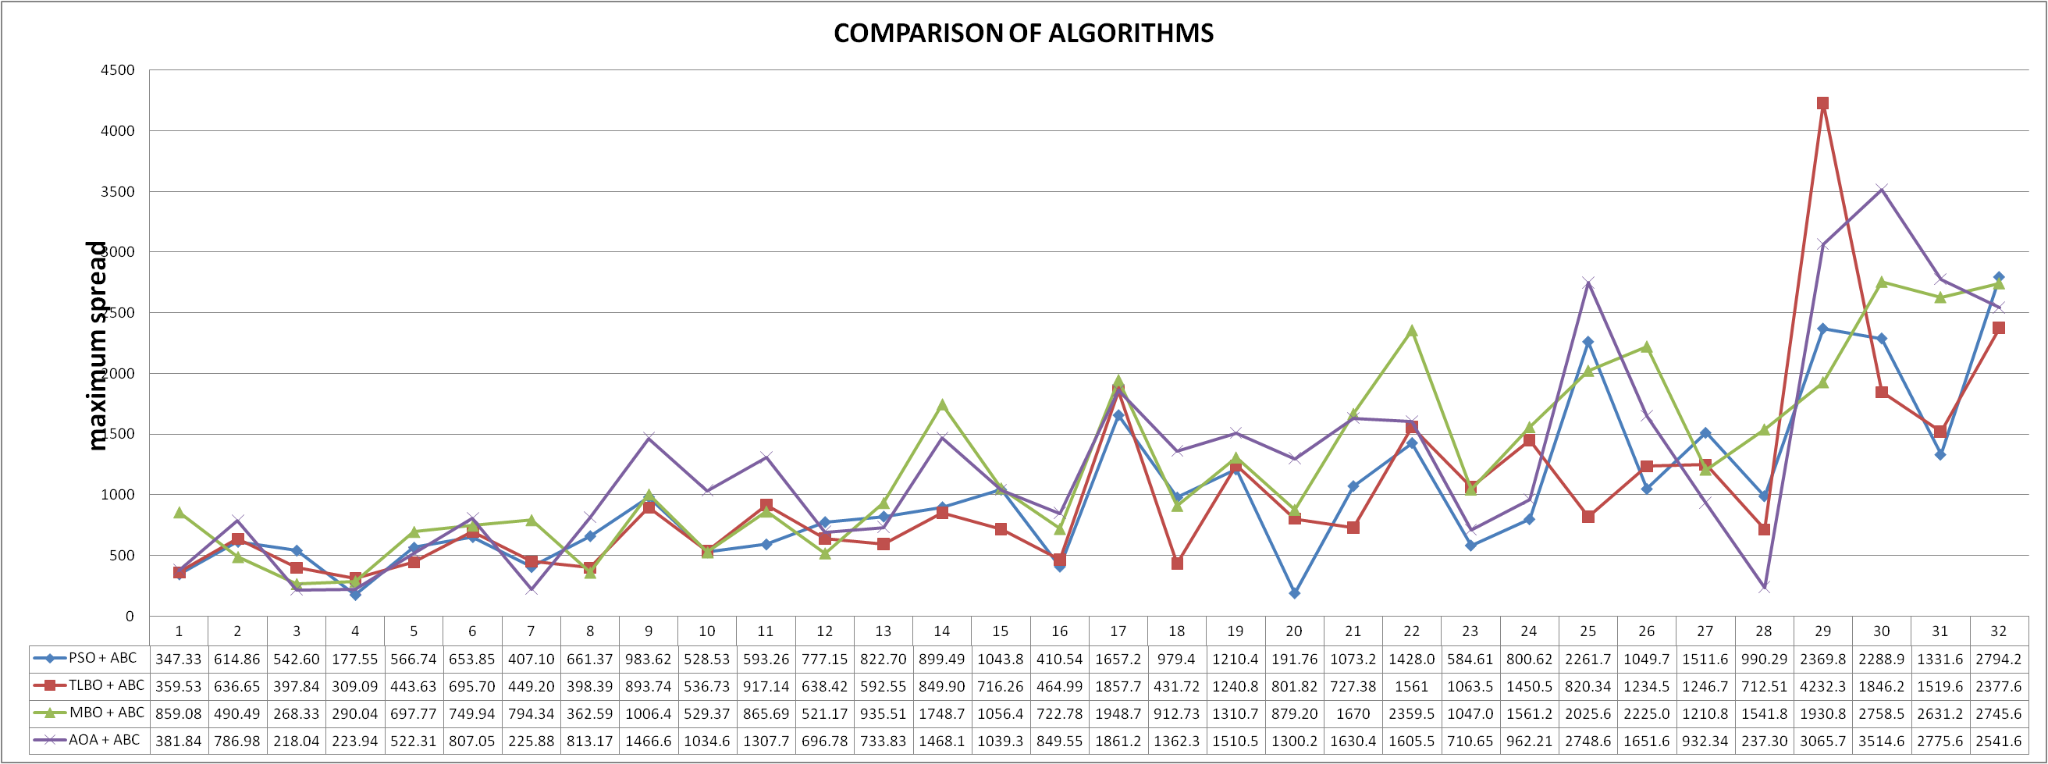 COMPARISON OF ALGORITHMS
maximum spread
4500
4000
3500
3000
2500
2000
1500
1000
500
0
1 2 3 4 5 6 7 8 9 10 11 12 13 14 15 16 17 18 19 20 21 22 23 24 25 26 27 28 29 30 31 32
PSO + ABC 347.33 614.86 542.60 177.55 566.74 653.85 407.10 661.37 983.62 528.53 593.26 777.15 822.70 899.49 1043.8 410.54 1657.2 979.4 1210.4 191.76 1073.2 1428.0 584.61 800.62 2261.7 1049.7 1511.6 990.29 2369.8 2288.9 1331.6 2794.2
TLBO + ABC 359.53 636.65 397.84 309.09 443.63 695.70 449.20 398.39 893.74 536.73 917.14 638.42 592.55 849.90 716.26 464.99 1857.7 431.72 1240.8 801.82 727.38 1561 1063.5 1450.5 820.34 1234.5 1246.7 712.51 4232.3 1846.2 1519.6 2377.6
MBO + ABC 859.08 490.49 268.33 290.04 697.77 749.94 794.34 362.59 1006.4 529.37 865.69 521.17 935.51 1748.7 1056.4 722.78 1948.7 912.73 1310.7 879.20 1670 2359.5 1047.0 1561.2 2025.6 2225.0 1210.8 1541.8 1930.8 2758.5 2631.2 2745.6
AOA + ABC 381.84 786.98 218.04 223.94 522.31 807.05 225.88 813.17 1466.6 1034.6 1307.7 696.78 733.83 1468.1 1039.3 849.55 1861.2 1362.3 1510.5 1300.2 1630.4 1605.5 710.65 962.21 2748.6 1651.6 932.34 237.30 3065.7 3514.6 2775.6 2541.6